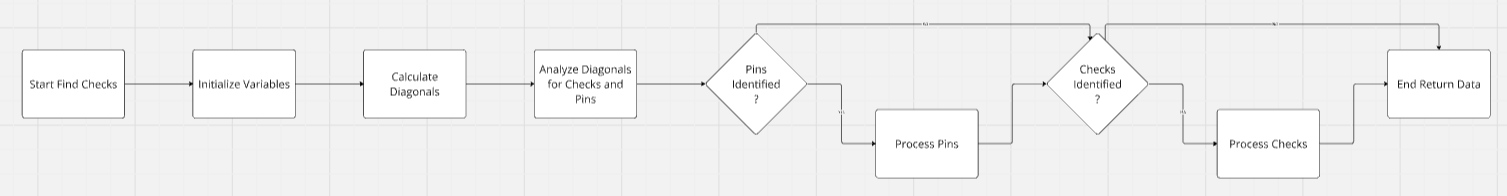 Start Find Checks
Initialize Variables
Calculate
Diagonals
Analyze Diagonals
for Checks and
Pins
Pins
Identified
?
Process Pins
Checks
Identified
?
Process Checks
End Return Data